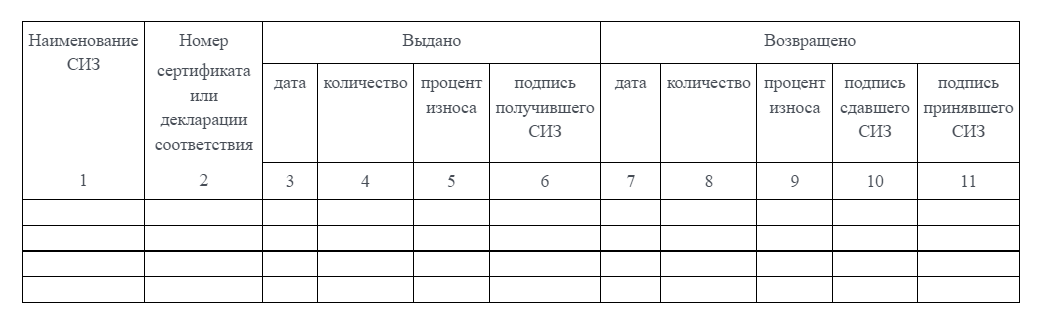 Наименование
СИЗ
1
Номер
сертификата
или
декларации
соответствия
2
Выдано
дата
количество
процент
износа
подпись
получившего
СИЗ
3
4
5
6
Возвращено
дата
количество
процент
износа
подпись
сдавшего
СИЗ
подпись
принявшего
СИЗ
7
8
9
10
11